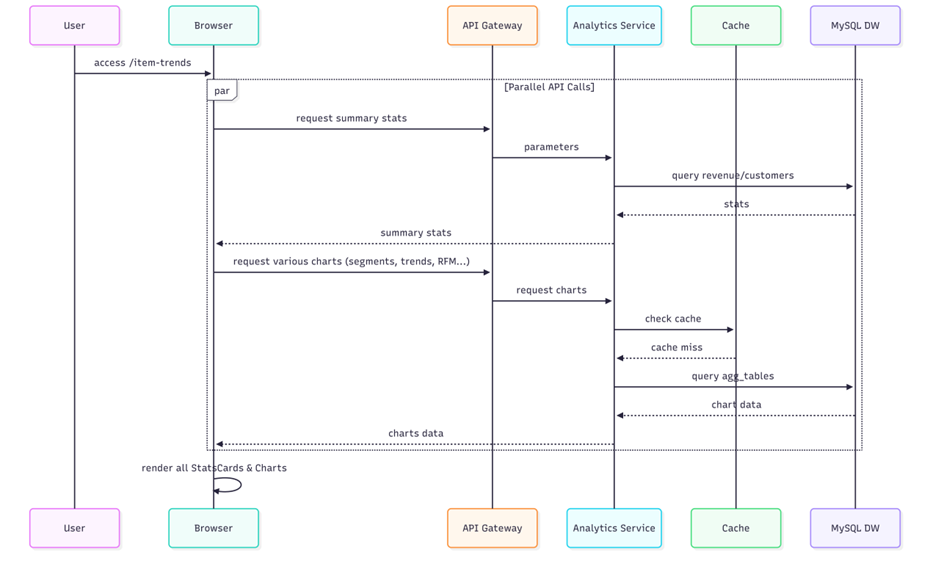 User
Browser
API Gateway
Analytics Service
Cache
MySQL DW
access /item-trends
par
[Parallel API Calls]
request summary stats
parameters
query revenue/customers
stats
summary stats
request various charts (segments, trends, RFM...)
request charts
check cache
cache miss
query agg_tables
chart data
charts data
render all StatsCards & Charts
User
Browser
API Gateway
Analytics Service
Cache
MySQL DW